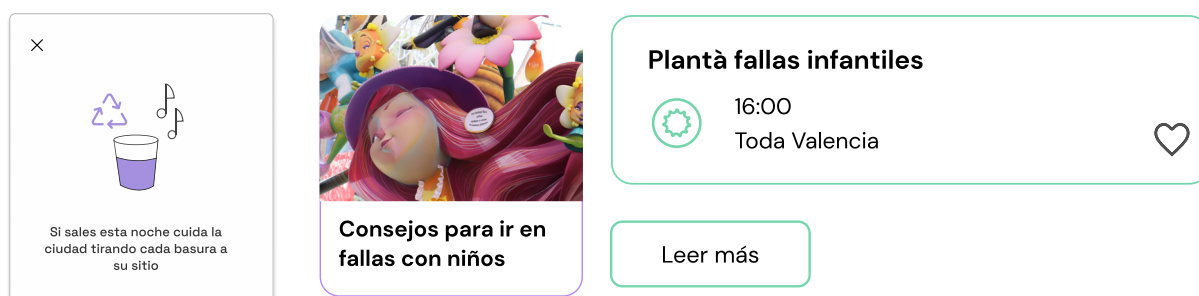 Si sales esta noche cuida la
ciudad tirando cada basura a
su sitio
Consejos para ir en
fallas con niños
Plantà fallas infantiles
16:00
Toda Valencia
Leer más